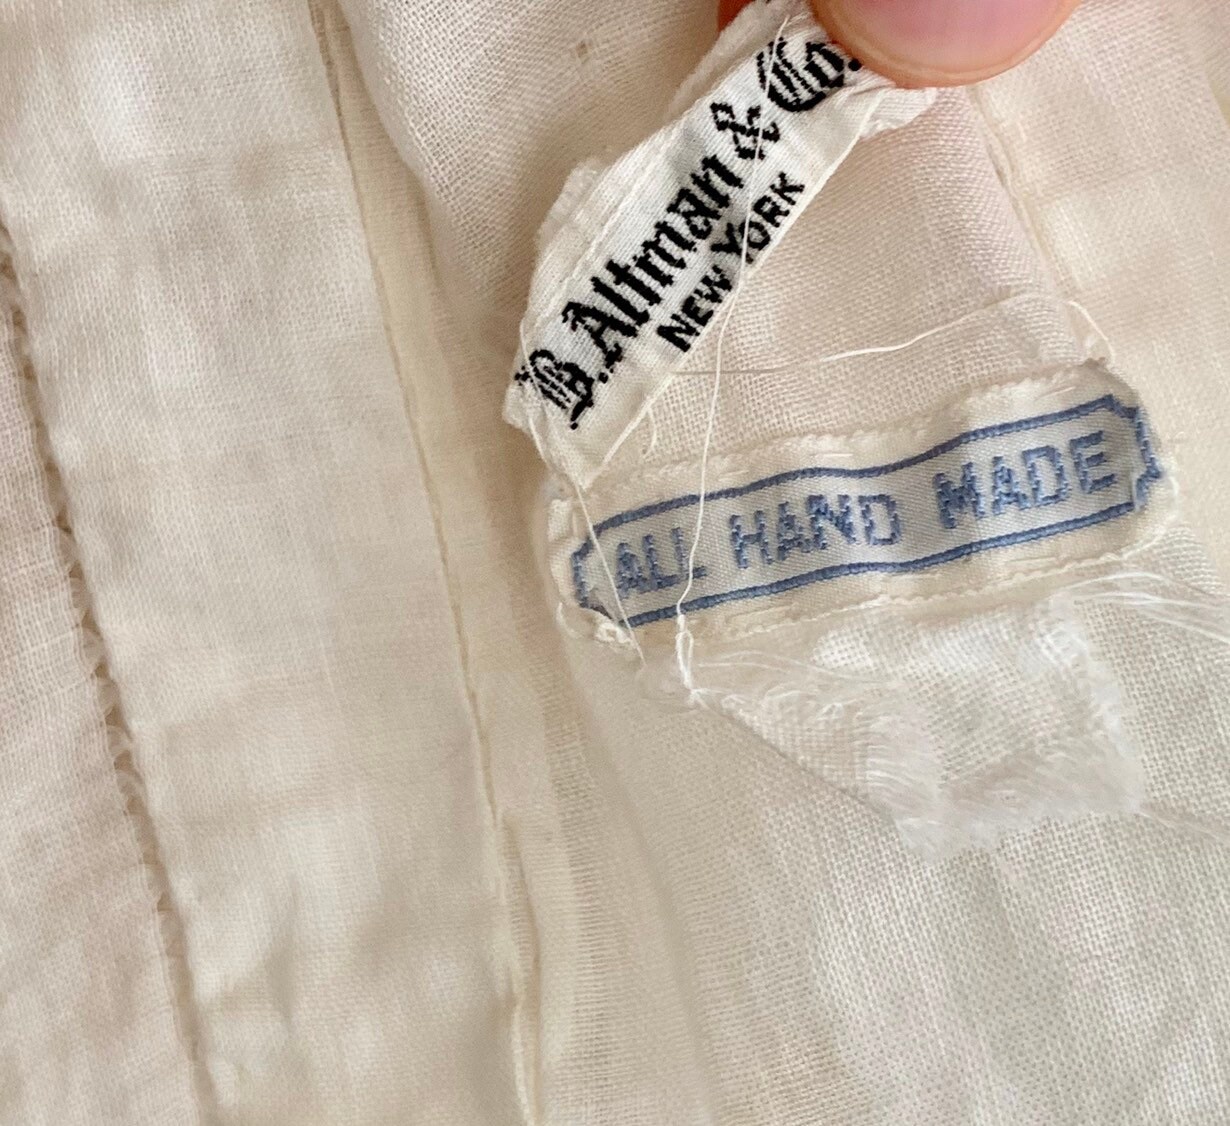 B. Altman & Co.
NEW YORK
ALL HAND MADE